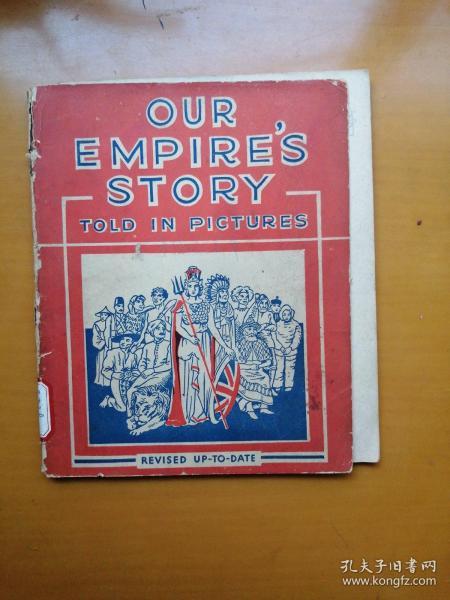 OUR
EMPIRE'S
STORY
TOLD IN PICTURES
REVISED UP-TO-DATE
孔夫子旧书网
www.kongfz.com